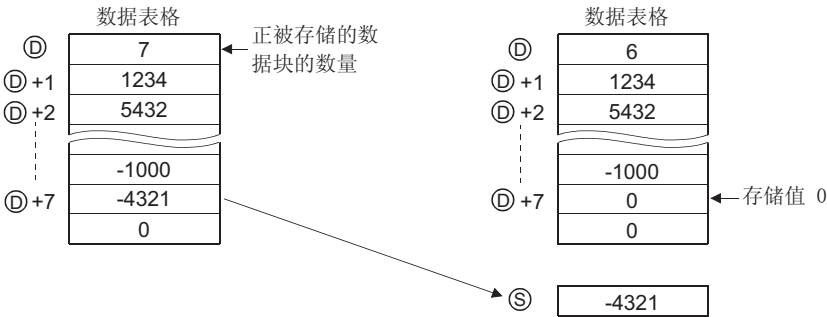 数据表格
Ⓓ 7
Ⓓ +1 1234
Ⓓ +2 5432
-1000
Ⓓ +7 -4321
0
正被存储的数
据块的数量
数据表格
Ⓓ 6
Ⓓ +1 1234
Ⓓ +2 5432
-1000
Ⓓ +7 0
0
存储值 0
Ⓢ -4321